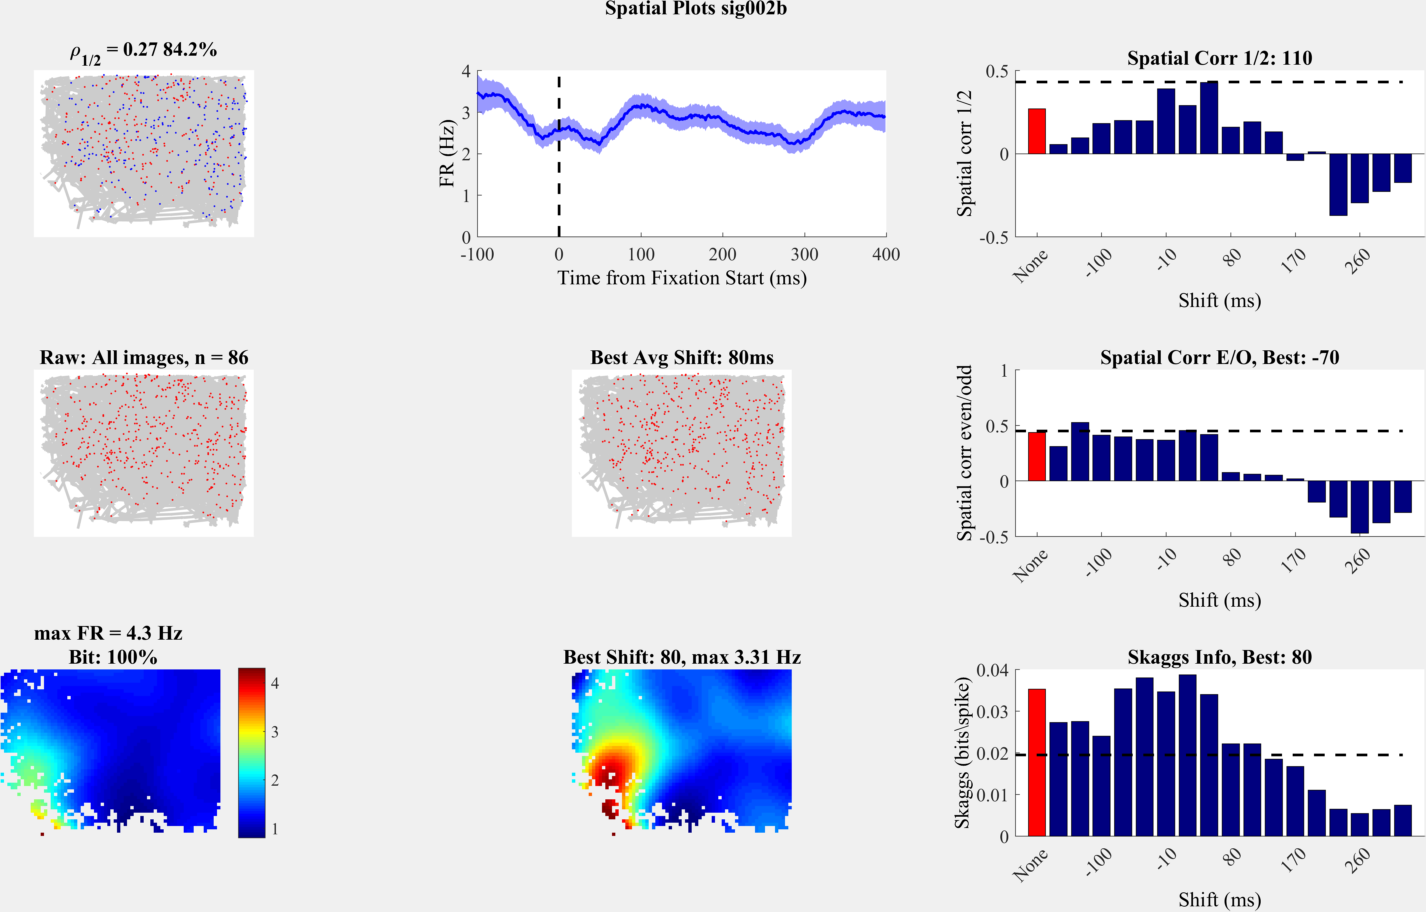 Spatial Plots sig002b
ρ1/2 = 0.27 84.2%
4
3
2
1
0
FR (Hz)
-100 0 100 200 300 400
Time from Fixation Start (ms)
Spatial Corr 1/2: 110
0.5
0
-0.5
Spatial corr 1/2
None -100 -10 80 170 260
Shift (ms)
Raw: All images, n = 86
Best Avg Shift: 80ms
Spatial Corr E/O, Best: -70
1
0.5
0
-0.5
Spatial corr even/odd
None -100 -10 80 170 260
Shift (ms)
max FR = 4.3 Hz
Bit: 100%
4
3
2
1
Best Shift: 80, max 3.31 Hz
Skaggs Info, Best: 80
0.04
0.03
0.02
0.01
0
Skaggs (bits\spike)
None -100 -10 80 170 260
Shift (ms)